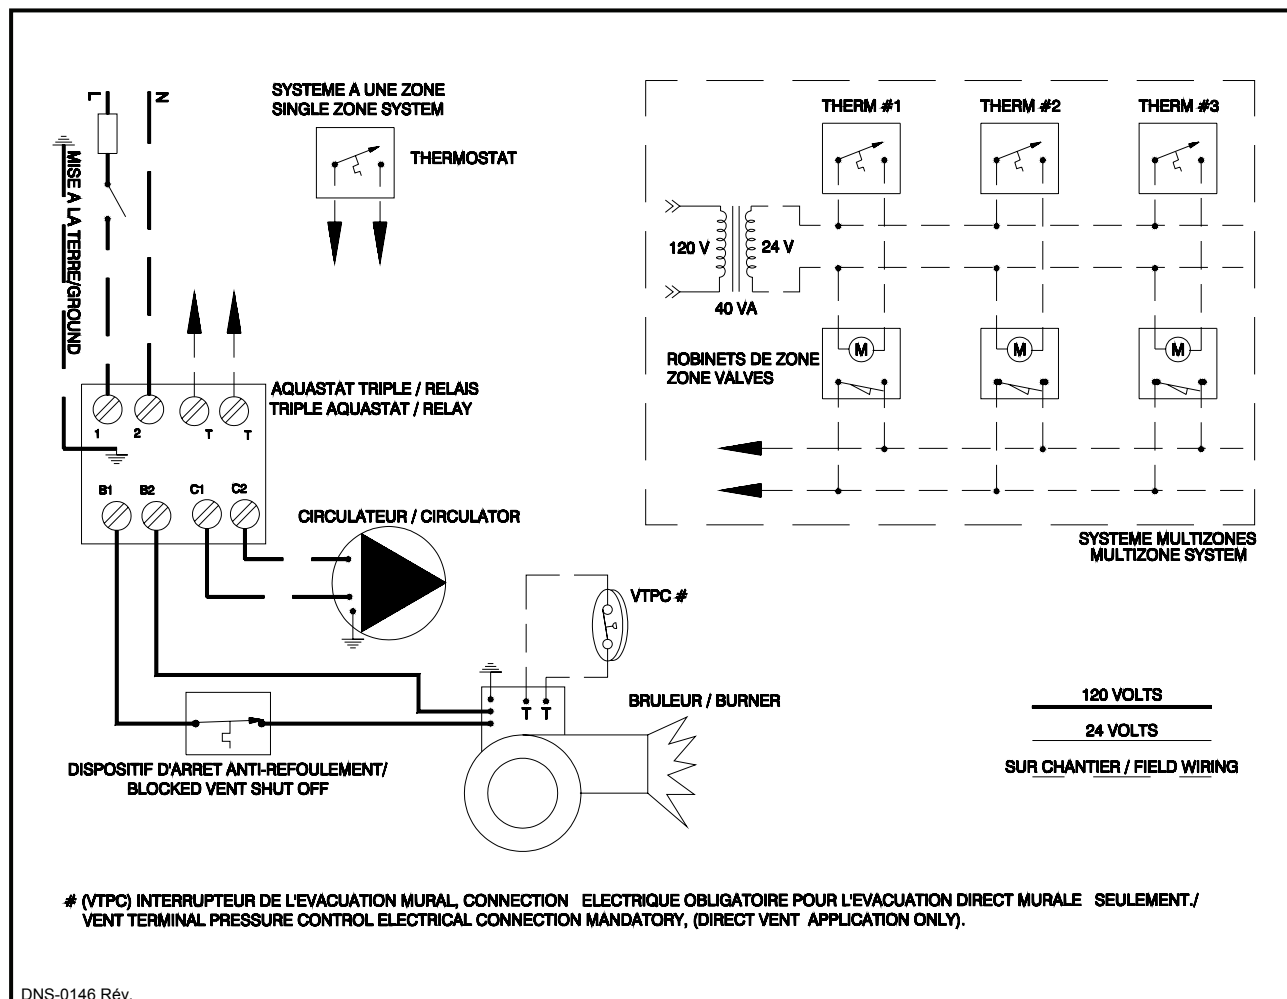 L
N
MISE A LA TERRE/GROUND
SYSTEME A UNE ZONE
SINGLE ZONE SYSTEM
THERMOSTAT
THERM #1
THERM #2
THERM #3
120 V
24 V
40 VA
ROBINETS DE ZONE
ZONE VALVES
M
M
M
AQUASTAT TRIPLE / RELAIS
TRIPLE AQUASTAT / RELAY
1
2
T
T
B1
B2
C1
C2
CIRCULATEUR / CIRCULATOR
SYSTEME MULTIZONES
MULTIZONE SYSTEM
VTPC #
T
T
BRULEUR / BURNER
DISPOSITIF D'ARRET ANTI-REFOULEMENT/
BLOCKED VENT SHUT OFF
120 VOLTS
24 VOLTS
SUR CHANTIER / FIELD WIRING
# (VTPC) INTERRUPTEUR DE L'EVACUATION MURAL, CONNECTION ELECTRIQUE OBLIGATOIRE POUR L'EVACUATION DIRECT MURALE SEULEMENT./
VENT TERMINAL PRESSURE CONTROL ELECTRICAL CONNECTION MANDATORY, (DIRECT VENT APPLICATION ONLY).
DNS-0146 Rév.